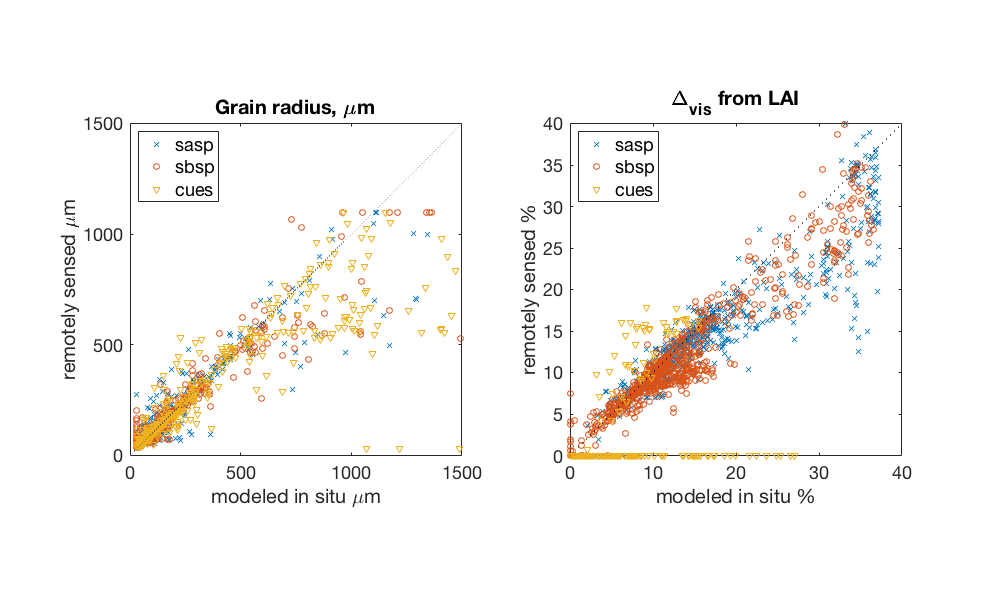 Grain radius, μm
1500
1000
500
0
0
500
1000
1500
remotely sensed μm
modeled in situ μm
sasp
sbsp
cues
Δvis from LAI
40
35
30
25
20
15
10
5
0
0
10
20
30
40
remotely sensed %
modeled in situ %
sasp
sbsp
cues